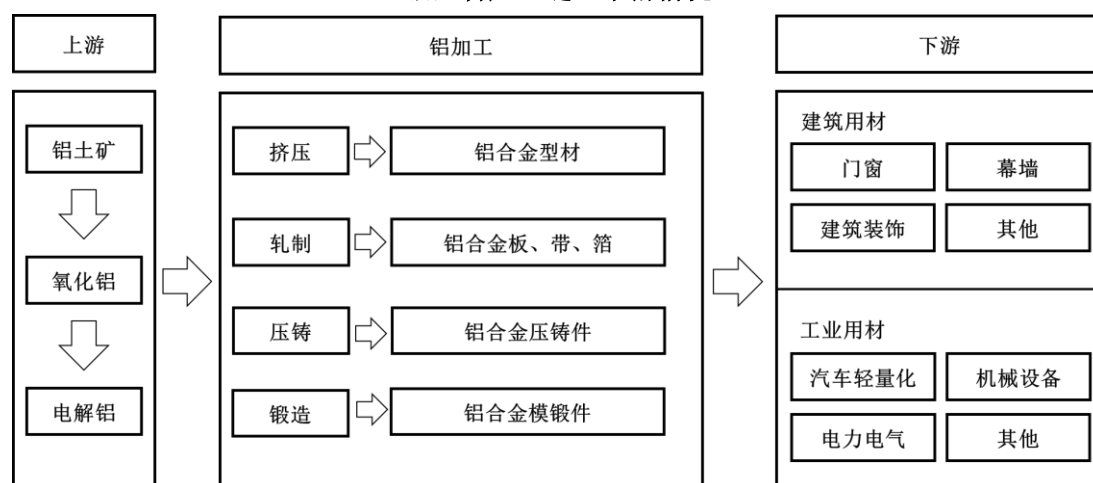 上游
铝加工
下游
铝土矿
氧化铝
电解铝
挤压
铝合金型材
轧制
铝合金板、带、箔
压铸
铝合金压铸件
锻造
铝合金模锻件
建筑用材
门窗
幕墙
建筑装饰
其他
工业用材
汽车轻量化
机械设备
电力电气
其他